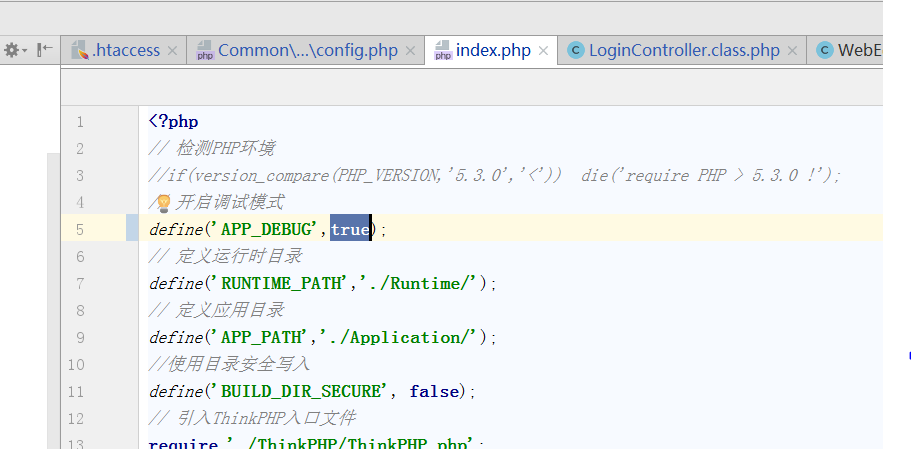 .htaccess Common\...\config.php index.php LoginController.class.php WebE
1 <?php
2 // 检测PHP环境
3 //if(version_compare(PHP_VERSION,'5.3.0','<')) die('require PHP > 5.3.0 !');
4 // 开启调试模式
5 define('APP_DEBUG',true);
6 // 定义运行时目录
7 define('RUNTIME_PATH','./Runtime/');
8 // 定义应用目录
9 define('APP_PATH','./Application/');
10 //使用目录安全写入
11 define('BUILD_DIR_SECURE', false);
12 // 引入ThinkPHP入口文件
13 require './ThinkPHP/ThinkPHP.php';